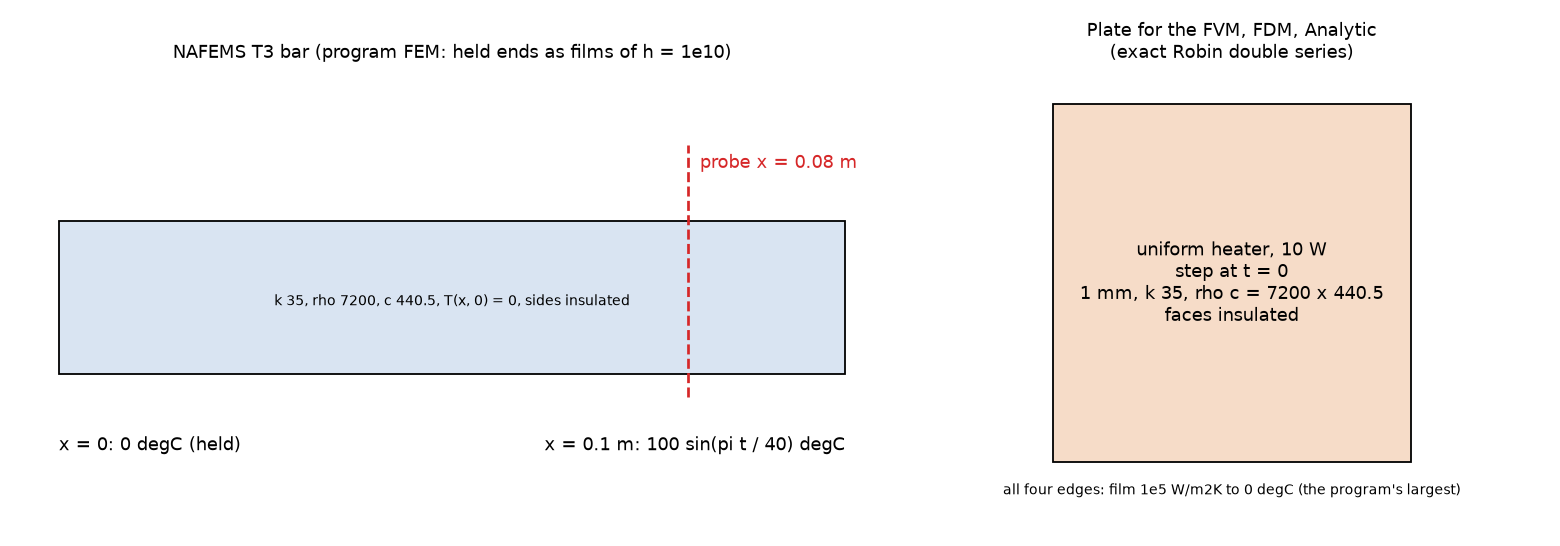 NAFEMS T3 bar (program FEM: held ends as films of h = 1e10)
probe x = 0.08 m
k 35, rho 7200, c 440.5, T(x, 0) = 0, sides insulated
x = 0: 0 degC (held)
x = 0.1 m: 100 sin(pi t / 40) degC
Plate for the FVM, FDM, Analytic
(exact Robin double series)
uniform heater, 10 W
step at t = 0
1 mm, k 35, rho c = 7200 x 440.5
faces insulated
all four edges: film 1e5 W/m2K to 0 degC (the program's largest)